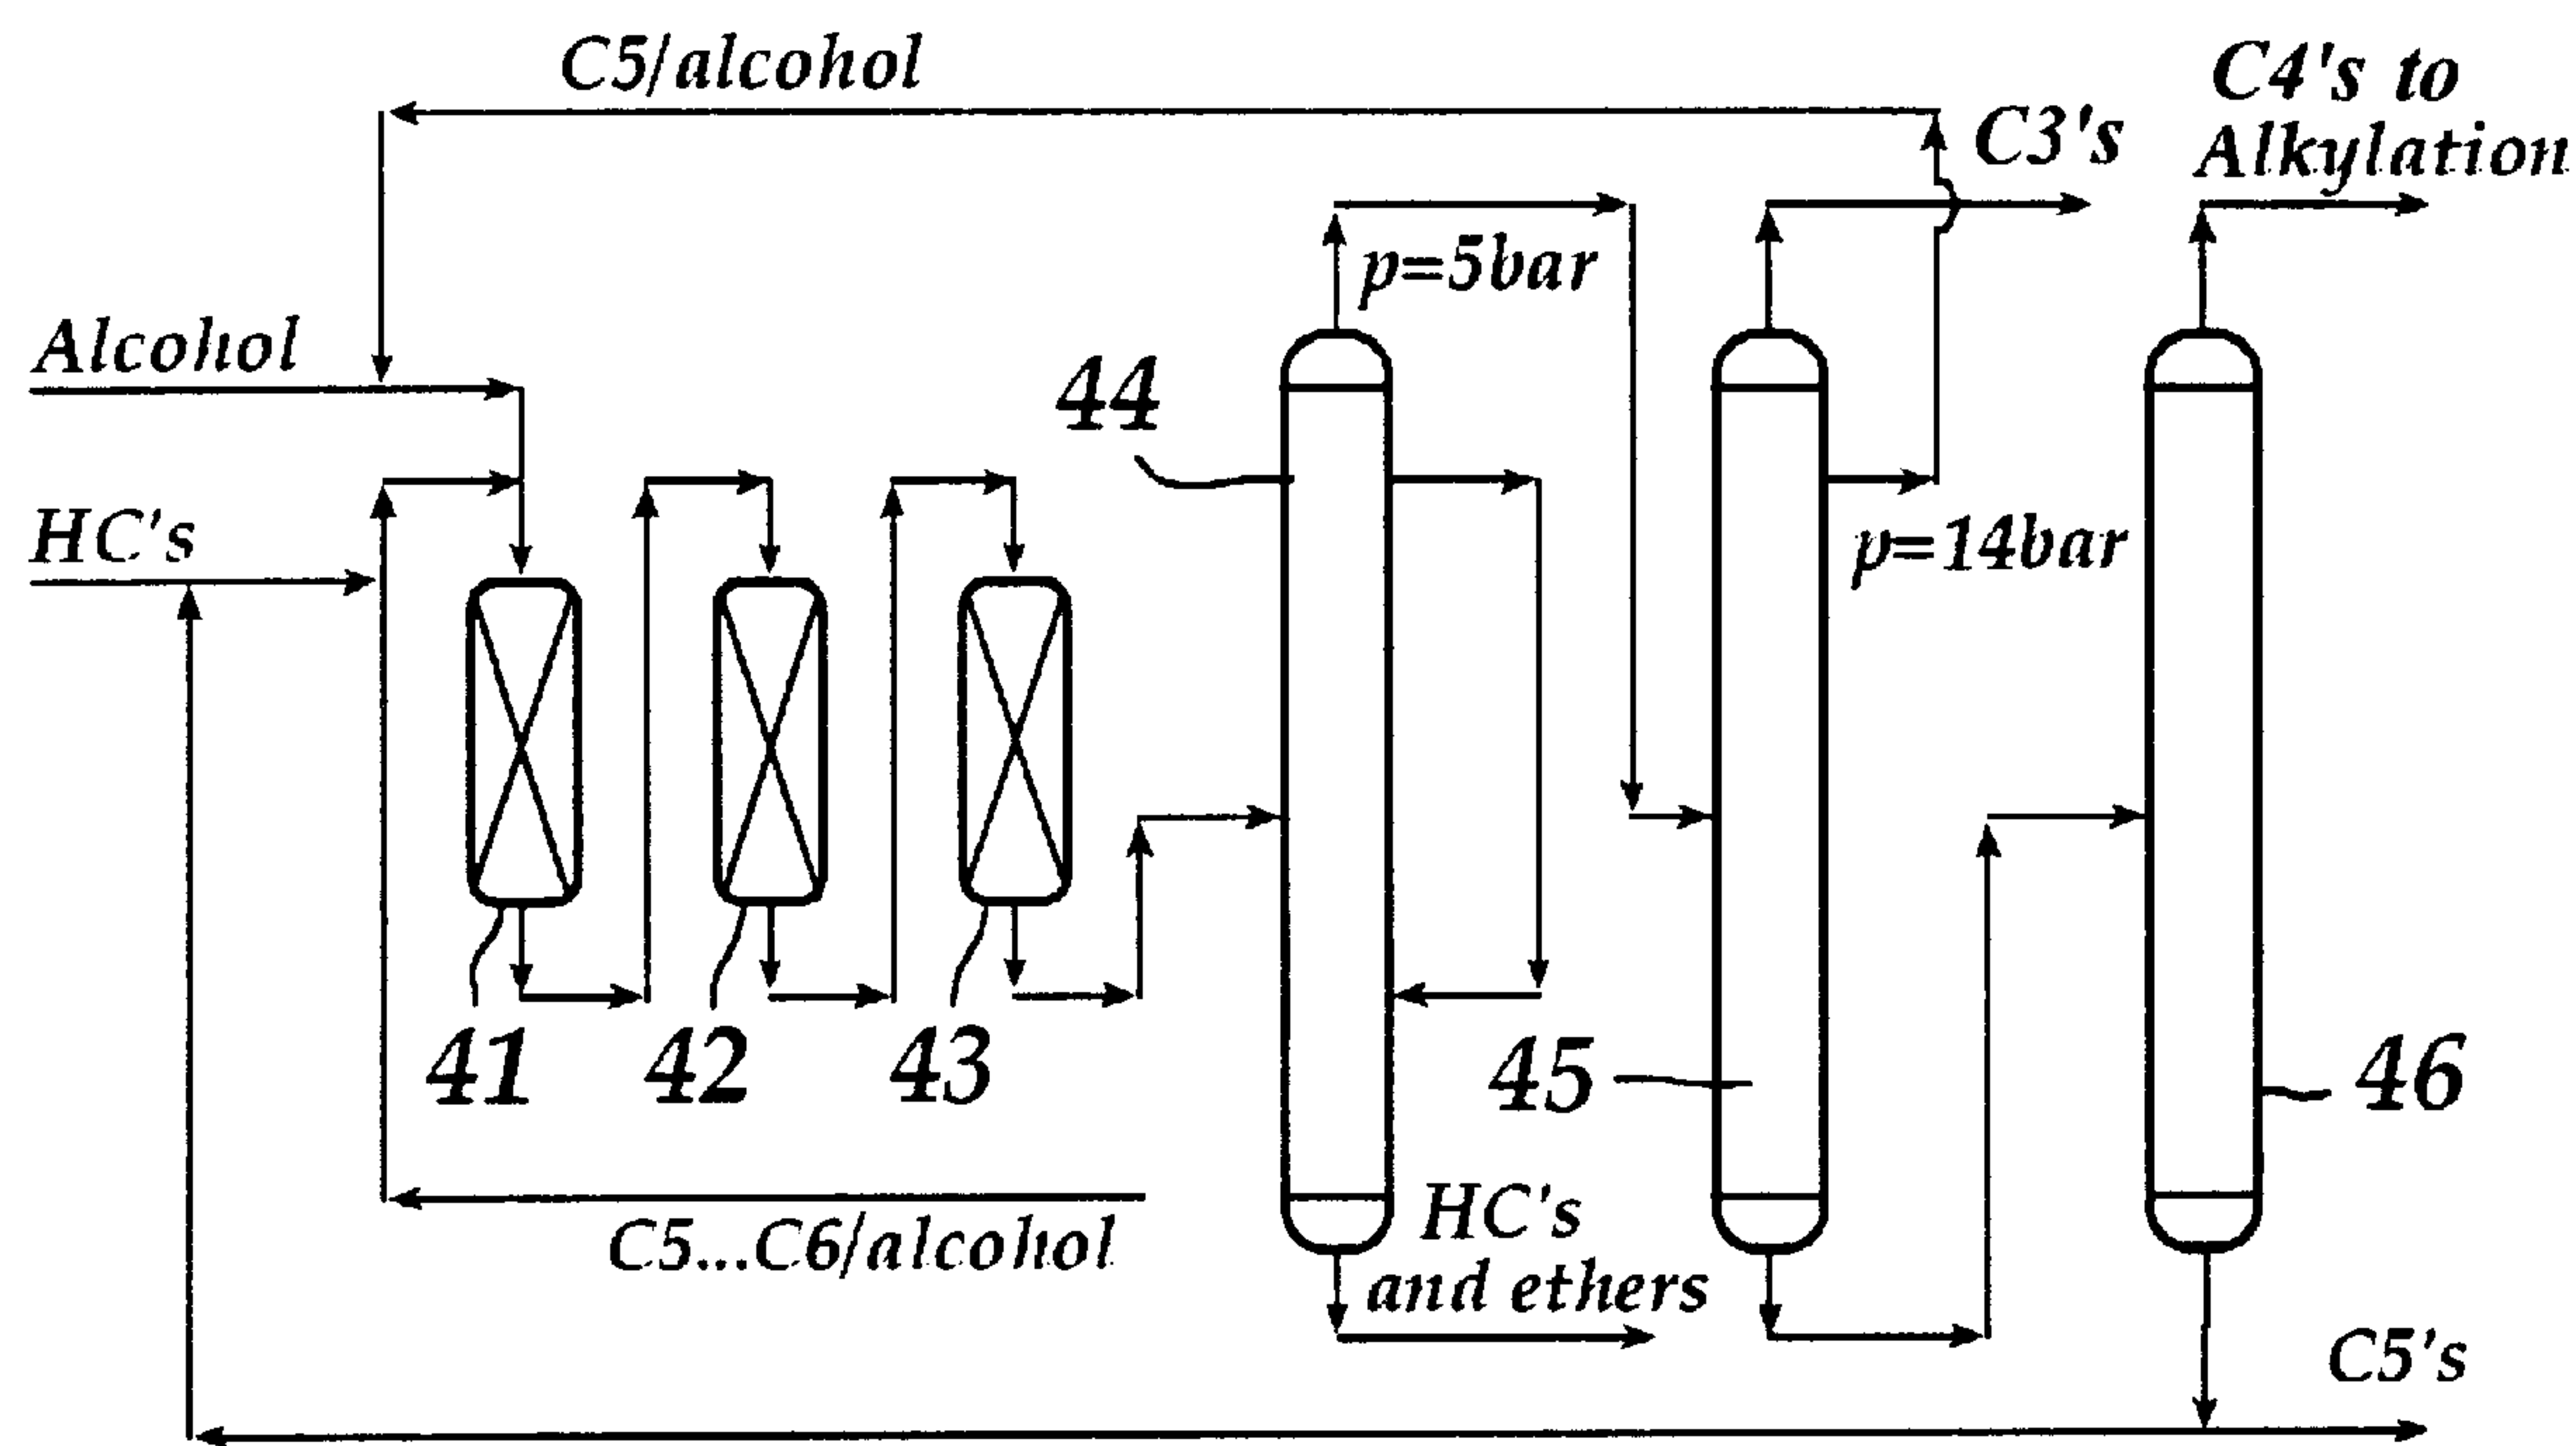 C5/alcohol
C4's to
Alkylation
C3's
p=5bar
Alcohol
44
HC's
p=14bar
41
42
43
45
46
C5...C6/alcohol
HC's
and ethers
C5's